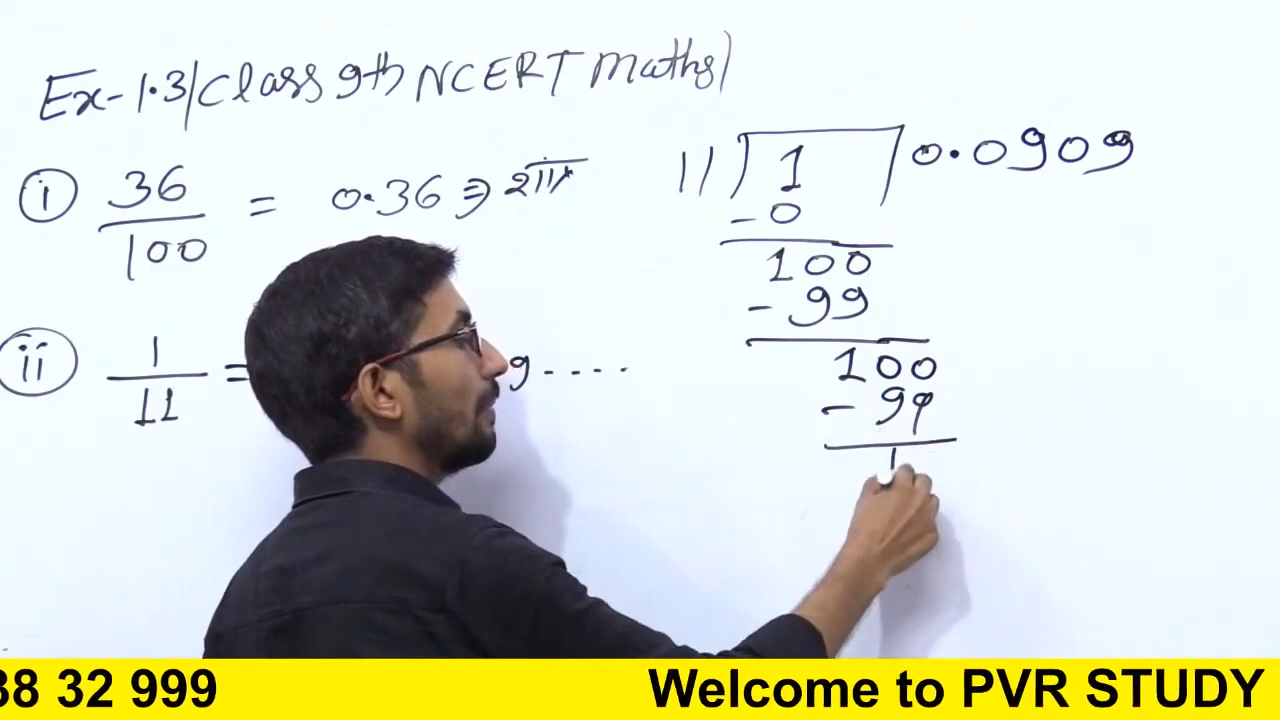 Ex-1.3/Class 9th NCERT Maths)
i 36/100 = 0.36 ⇒
ii 1/11 = 9....
11) 1 0.0909
-0
100
-99
100
-99
1
38 32 999 Welcome to PVR STUDY